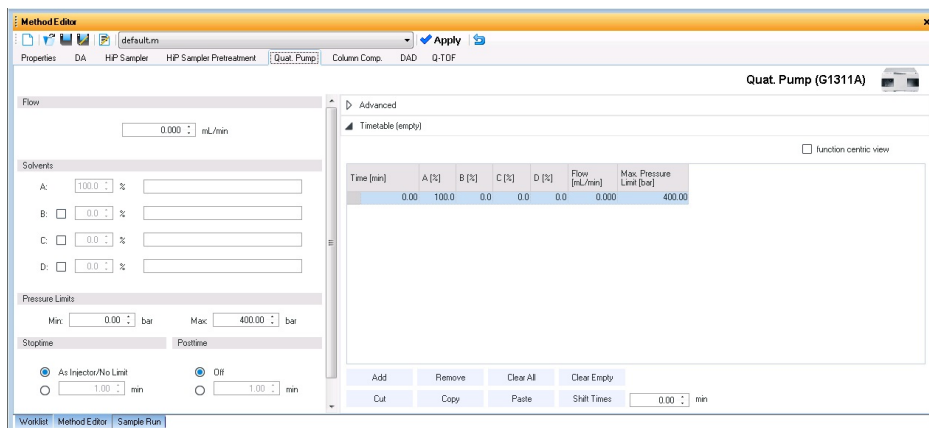 Method Editor
default.m
Apply
Properties DA HiP Sampler HiP Sampler Pretreatment Quat. Pump Column Comp. DAD Q-TOF
Quat. Pump (G1311A)
Flow
0.000 mL/min
Solvents
A: 100.0 %
B: 0.0 %
C: 0.0 %
D: 0.0 %
Pressure Limits
Min: 0.00 bar Max: 400.00 bar
Stoptime Posttime
As Injector/No Limit Off
1.00 min 1.00 min
Advanced
Timetable (empty)
function centric view
Time [min] A [%] B [%] C [%] D [%] Flow [mL/min] Max. Pressure Limit [bar]
0.00 100.0 0.0 0.0 0.0 0.000 400.00
Add Remove Clear All Clear Empty
Cut Copy Paste Shift Times 0.00 min
Worklist Method Editor Sample Run